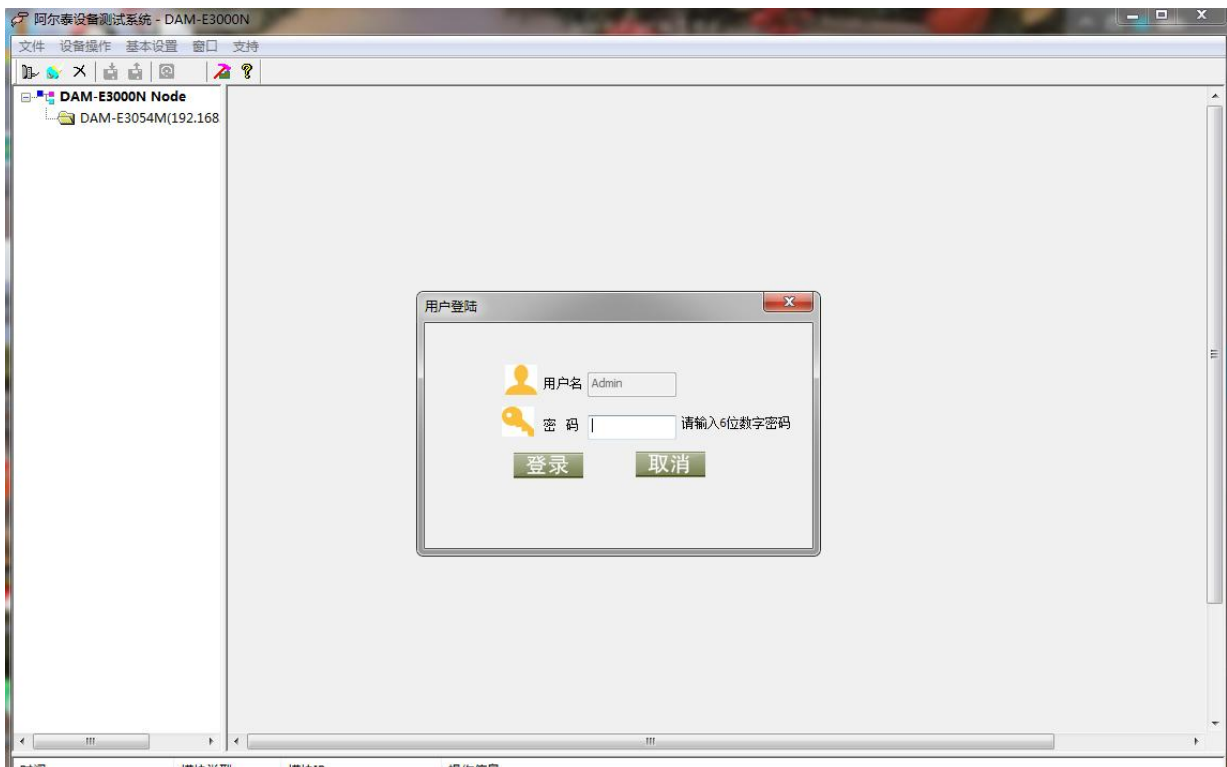 阿尔泰设备测试系统 - DAM-E3000N
文件 设备操作 基本设置 窗口 支持
DAM-E3000N Node
DAM-E3054M(192.168
用户登陆
用户名 Admin
密 码 请输入6位数字密码
登录 取消